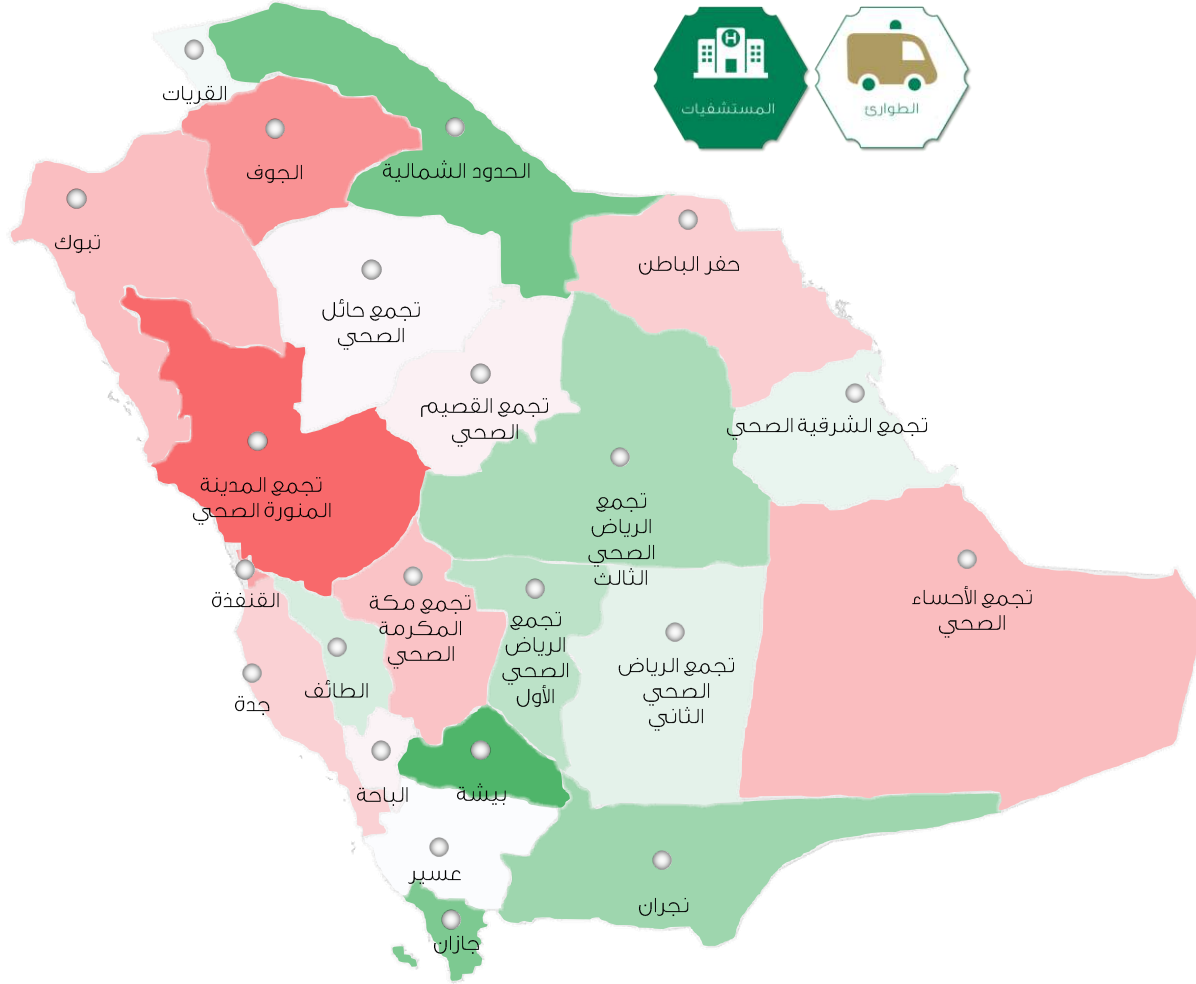 المستشفيات
الطوارئ
القريات
الجوف
الحدود الشمالية
تبوك
حفر الباطن
تجمع حائل
الصحي
تجمع القصيم
الصحي
تجمع الشرقية الصحي
تجمع المدينة
المنورة الصحي
تجمع
الرياض
الصحي
الثالث
القنفذة
تجمع مكة
المكرمة
الصحي
تجمع
الرياض
الصحي
الأول
تجمع الرياض
الصحي
الثاني
تجمع الأحساء
الصحي
الطائف
جدة
الباحة
بيشة
عسير
نجران
جازان
H